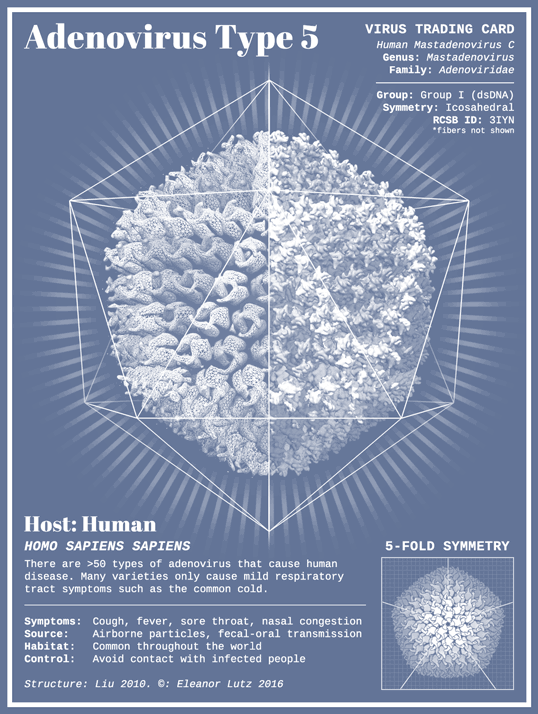 Adenovirus Type 5
VIRUS TRADING CARD
Human Mastadenovirus C
Genus: Mastadenovirus
Family: Adenoviridae
Group: Group I (dsDNA)
Symmetry: Icosahedral
RCSB ID: 3IYN
*fibers not shown
Host: Human
HOMO SAPIENS SAPIENS
There are >50 types of adenovirus that cause human
disease. Many varieties only cause mild respiratory
tract symptoms such as the common cold.
Symptoms: Cough, fever, sore throat, nasal congestion
Source: Airborne particles, fecal-oral transmission
Habitat: Common throughout the world
Control: Avoid contact with infected people
Structure: Liu 2010. ©: Eleanor Lutz 2016
5-FOLD SYMMETRY